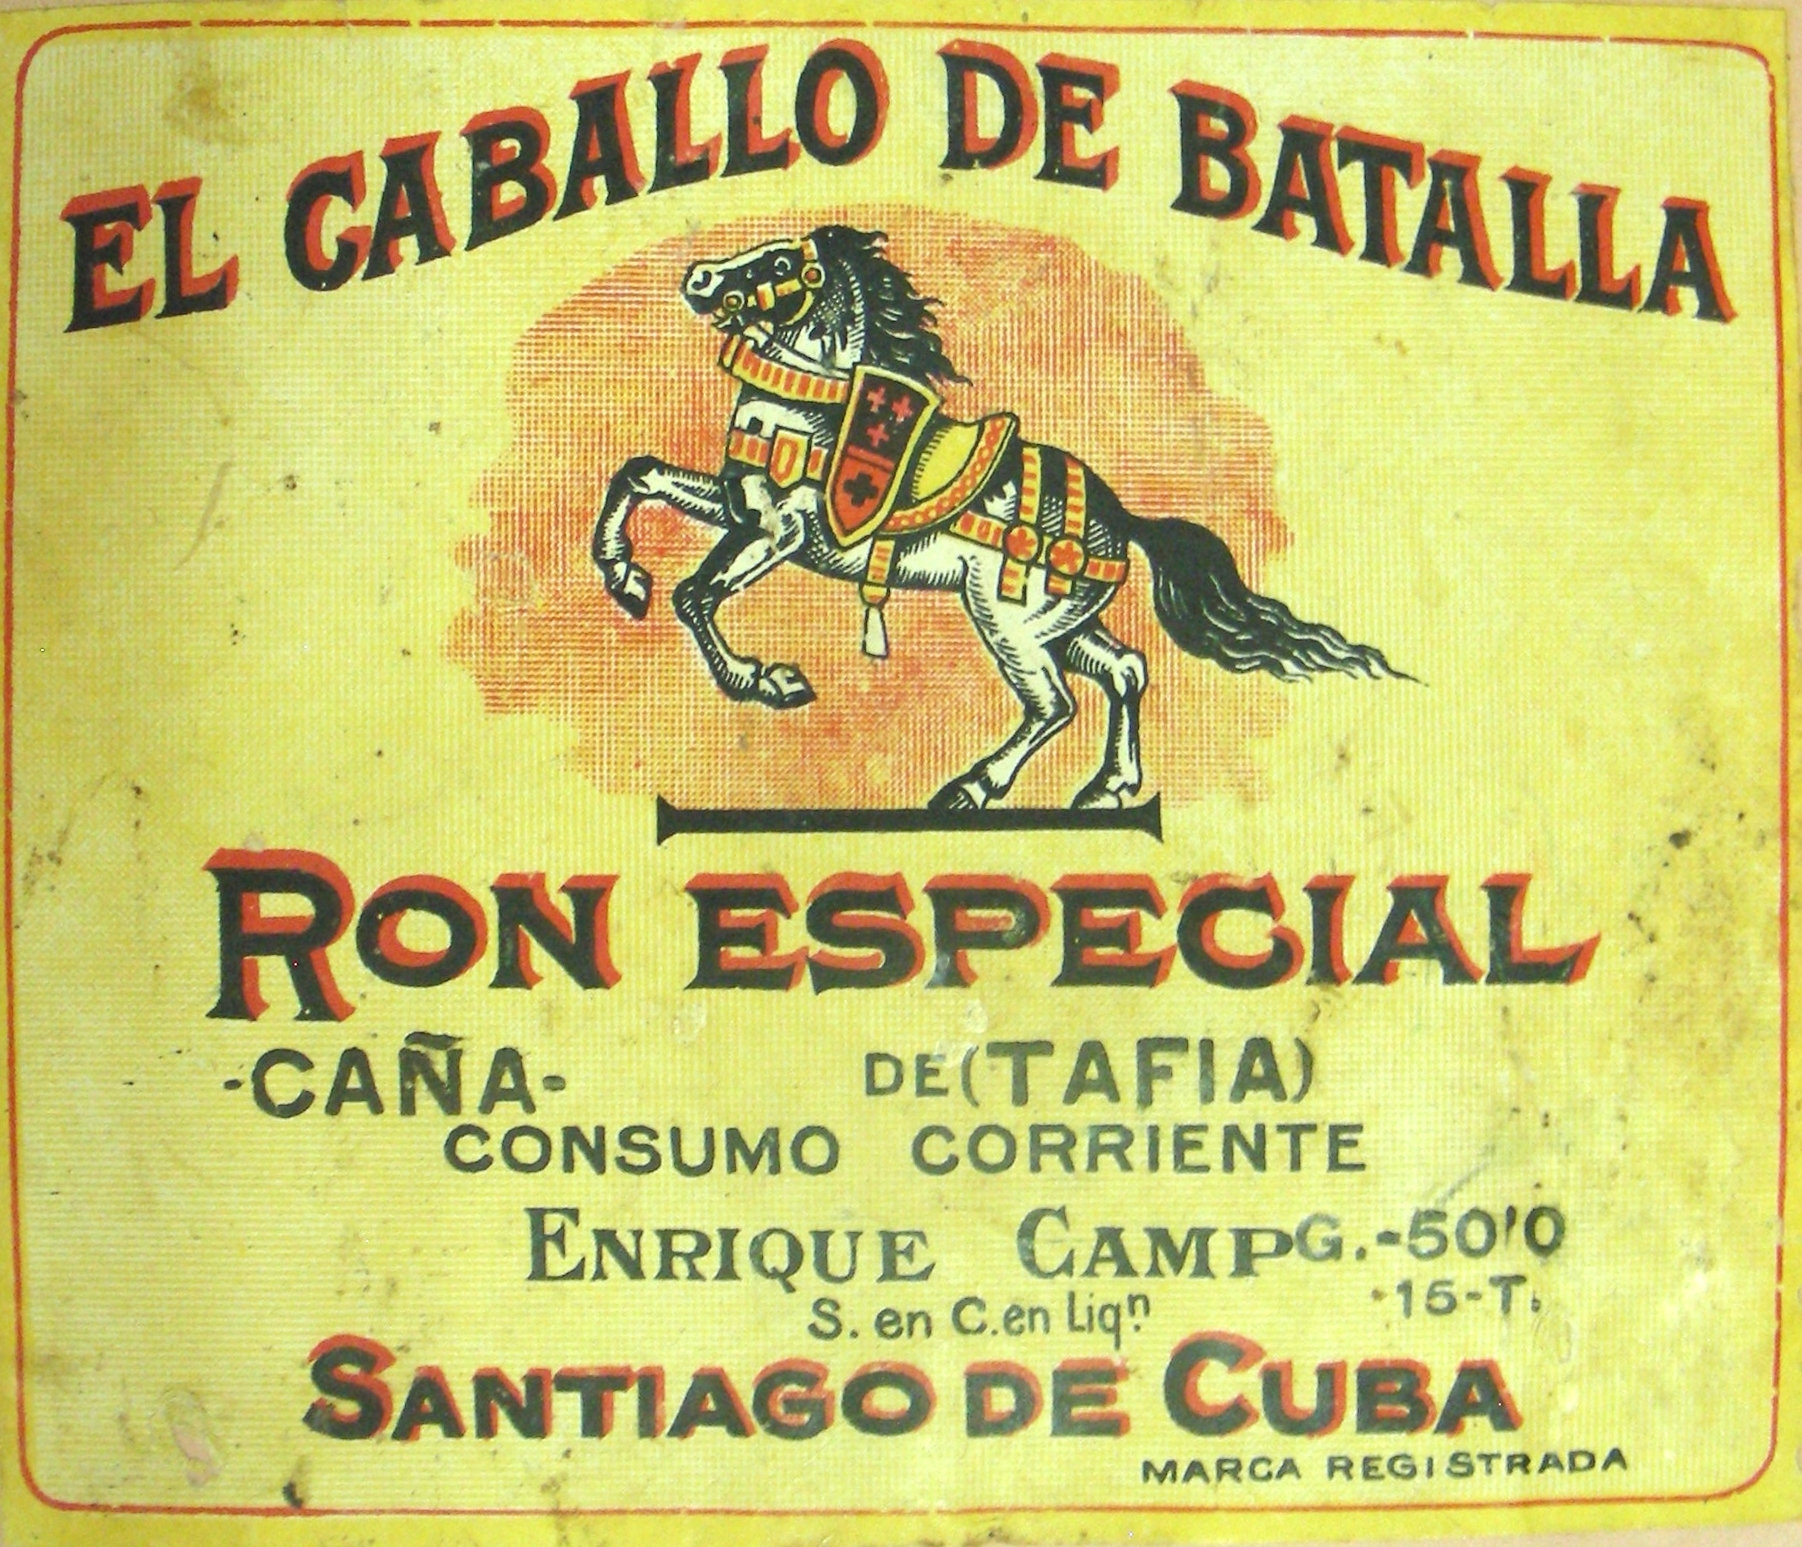 EL CABALLO DE BATALLA
RON ESPECIAL
-CAÑA- DE (TAFIA)
CONSUMO CORRIENTE
ENRIQUE CAMP G.-50'0
S. en C. en Liqn. -15-T.
SANTIAGO DE CUBA
MARCA REGISTRADA